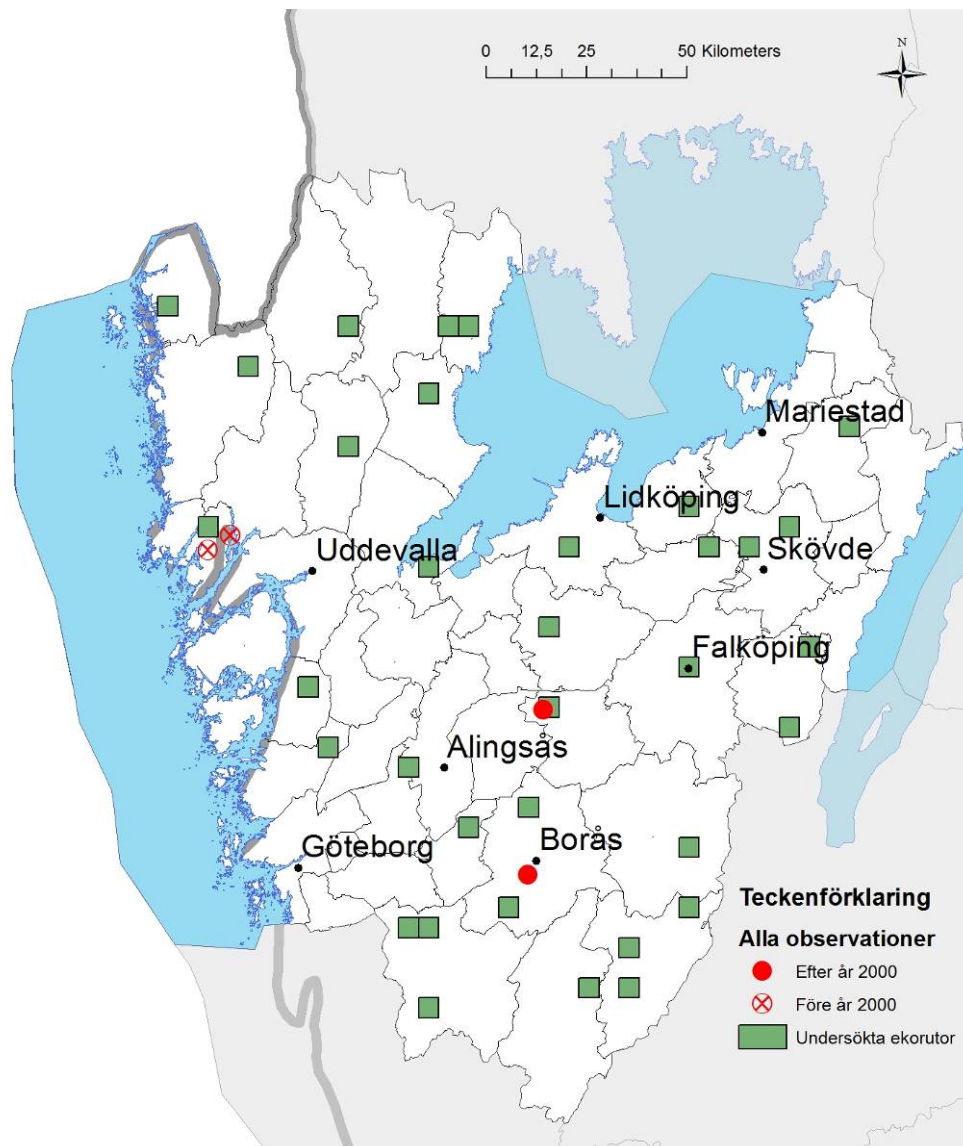 0 12,5 25 50 Kilometers
N
Mariestad
Lidköping
Uddevalla
Skövde
Falköping
Alingsås
Göteborg
Borås
Teckenförklaring
Alla observationer
Efter år 2000
Före år 2000
Undersökta ekorutor